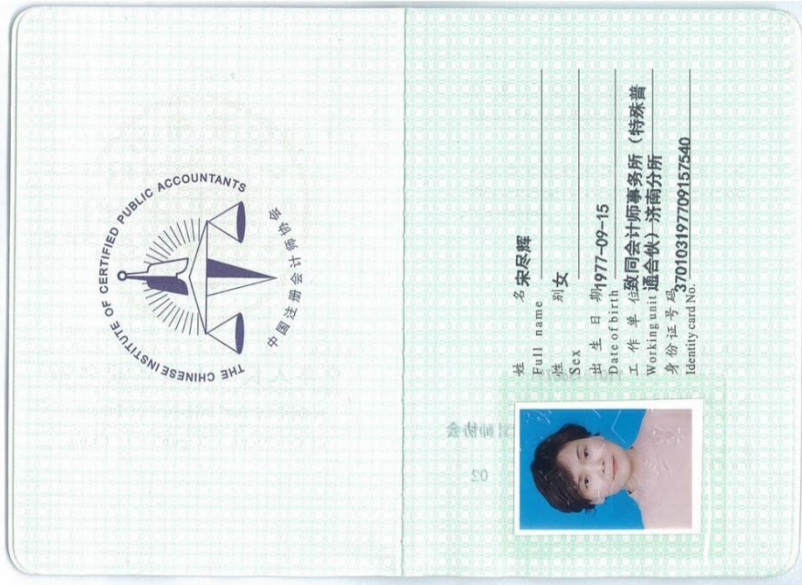 THE CHINESE INSTITUTE OF CERTIFIED PUBLIC ACCOUNTANTS
中国注册会计师协会
姓 名 宋尽辉
Full name
性 别 女
Sex
出 生 日 期 1977-09-15
Date of birth
工 作 单 位 致同会计师事务所（特殊普
Working unit 通合伙）济南分所
身 份 证 号 码 370103197709157540
Identity card No.
02